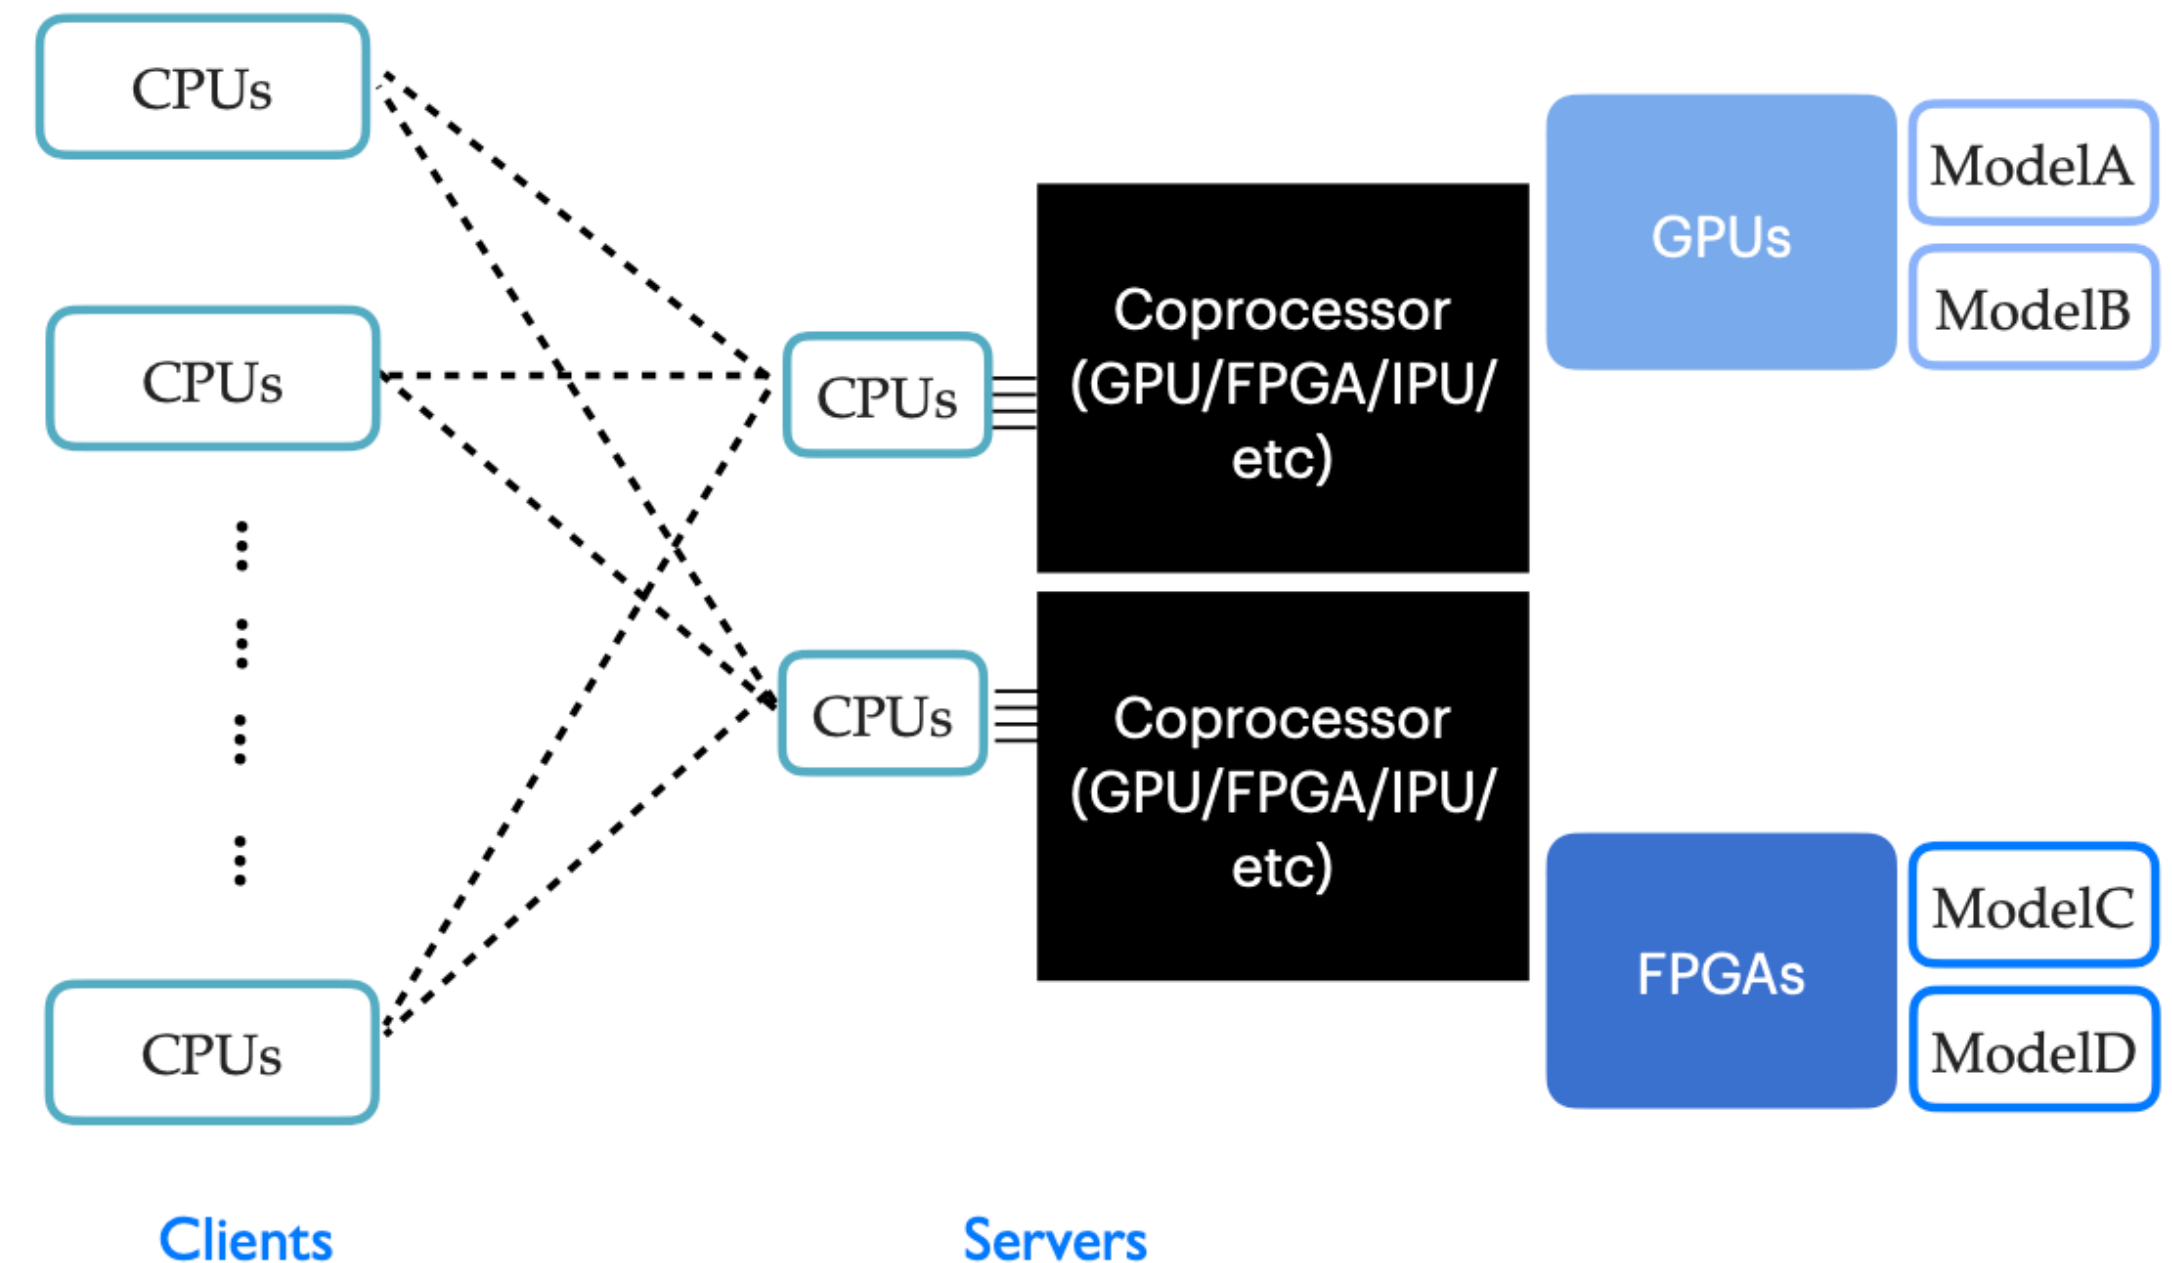 CPUs
CPUs
CPUs
CPUs
CPUs
Coprocessor
(GPU/FPGA/IPU/
etc)
Coprocessor
(GPU/FPGA/IPU/
etc)
GPUs
ModelA
ModelB
FPGAs
ModelC
ModelD
Clients
Servers